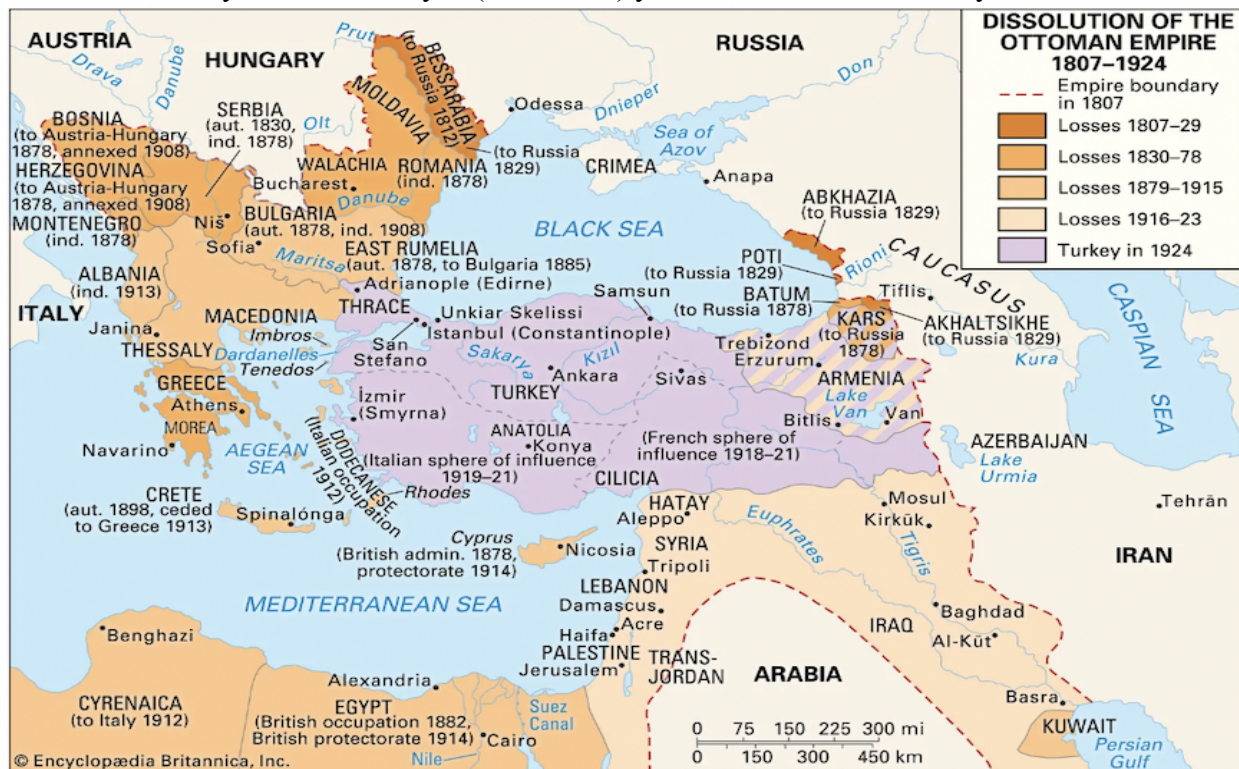 AUSTRIA
Drava
Danube
HUNGARY
Prut
BESSARABIA
(to Russia 1812)
MOLDAVIA
RUSSIA
Don
Dnieper
Odessa
Sea of
Azov
CRIMEA
Anapa
BOSNIA
(to Austria-Hungary
1878, annexed 1908)
HERZEGOVINA
(to Austria-Hungary
1878, annexed 1908)
MONTENEGRO
(ind. 1878)
SERBIA
(aut. 1830,
ind. 1878)
Olt
WALACHIA
Bucharest
Danube
ROMANIA
(ind. 1878)
(to Russia
1829)
Niš
Sofia
BULGARIA
(aut. 1878, ind. 1908)
EAST RUMELIA
(aut. 1878, to Bulgaria 1885)
Maritsa
Adrianople (Edirne)
BLACK SEA
ABKHAZIA
(to Russia 1829)
POTI
(to Russia 1829)
BATUM
(to Russia 1878)
Rioni
CAUCASUS
Tiflis
KARS
(to Russia
1878)
AKHALTSIKHE
(to Russia 1829)
Kura
CASPIAN SEA
ALBANIA
(ind. 1913)
ITALY
Janina
MACEDONIA
THESSALY
THRACE
Imbros
Dardanelles
Tenedos
San
Stefano
Unkiar Skelissi
Istanbul (Constantinople)
Samsun
Sakarya
Kızıl
Ankara
TURKEY
Sivas
Trebizond
Erzurum
ARMENIA
Lake
Van
Bitlis
Van
GREECE
Athens
MOREA
Navarino
AEGEAN
SEA
İzmir
(Smyrna)
ANATOLIA
Konya
(Italian sphere of influence
1919–21)
(French sphere of
influence 1918–21)
CILICIA
AZERBAIJAN
Lake
Urmia
Tehrān
DODECANESE
(Italian occupation
1912)
Rhodes
CRETE
(aut. 1898, ceded
to Greece 1913)
Spinalónga
Cyprus
(British admin. 1878,
protectorate 1914)
Nicosia
HATAY
Aleppo
SYRIA
Tripoli
LEBANON
Damascus
Acre
Haifa
PALESTINE
Jerusalem
TRANS-
JORDAN
Euphrates
Mosul
Kirkūk
Tigris
Baghdad
IRAQ
Al-Kūt
Basra
IRAN
KUWAIT
Persian
Gulf
ARABIA
MEDITERRANEAN SEA
Benghazi
CYRENAICA
(to Italy 1912)
Alexandria
EGYPT
(British occupation 1882,
British protectorate 1914)
Cairo
Nile
Suez
Canal
0 75 150 225 300 mi
0 150 300 450 km
© Encyclopædia Britannica, Inc.
DISSOLUTION OF THE
OTTOMAN EMPIRE
1807–1924
Empire boundary
in 1807
Losses 1807–29
Losses 1830–78
Losses 1879–1915
Losses 1916–23
Turkey in 1924